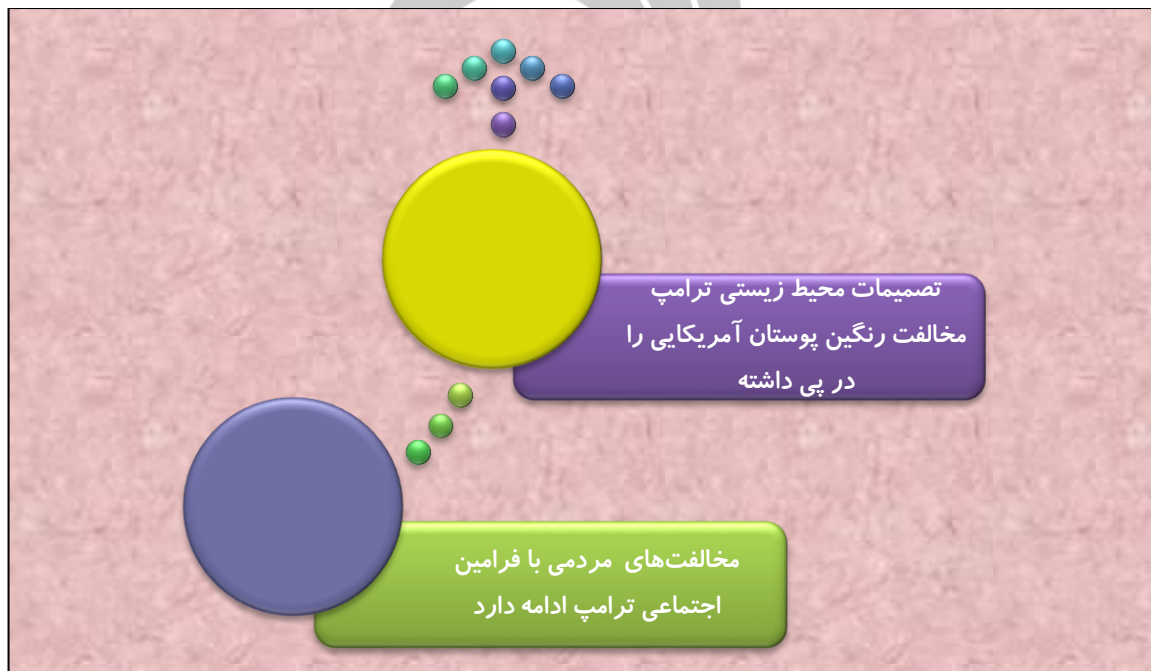 تصمیمات محیط زیستی ترامپ
مخالفت رنگین پوستان آمریکایی را
در پی داشته
مخالفت‌های مردمی با فرامین
اجتماعی ترامپ ادامه دارد